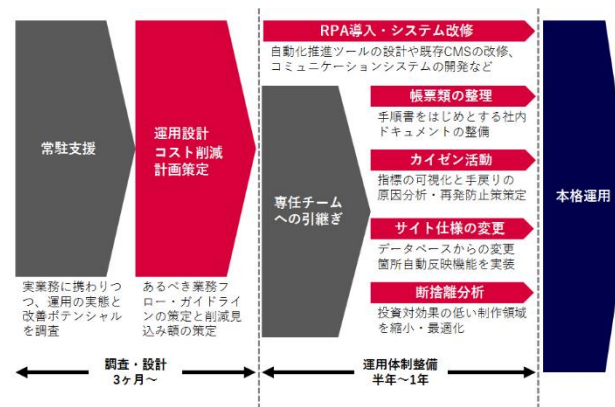 常駐支援
実業務に携わりつ
つ、運用の実態と
改善ポテンシャル
を調査
運用設計
コスト削減
計画策定
あるべき業務フ
ロー・ガイドライ
ンの策定と削減見
込み額の策定
調査・設計
3ヶ月~
RPA導入・システム改修
自動化推進ツールの設計や既存CMSの改修、
コミュニケーションシステムの開発など
専任チーム
への引継ぎ
帳票類の整理
手順書をはじめとする社内
ドキュメントの整備
カイゼン活動
指標の可視化と手戻りの
原因分析・再発防止策策定
サイト仕様の変更
データベースからの変更
箇所自動反映機能を実装
断捨離分析
投資対効果の低い制作領域
を縮小・最適化
運用体制整備
半年~1年
本格運用